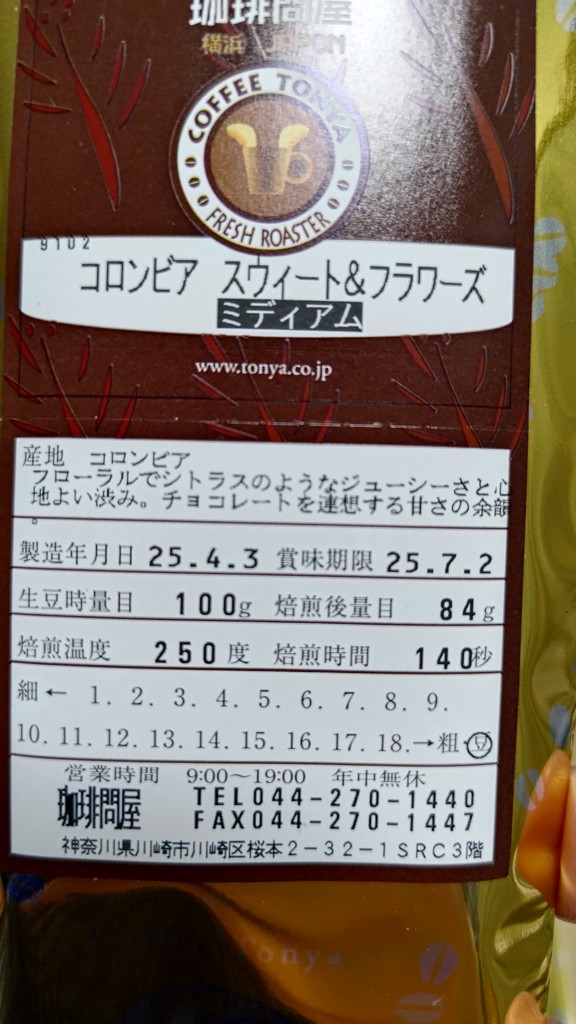 珈琲問屋
横浜 JAPON
COFFEE TONYA
FRESH ROASTER
9102
コロンビア スウィート&フラワーズ
ミディアム
www.tonya.co.jp
産地 コロンビア
フローラルでシトラスのようなジューシーさと心
地よい渋み。チョコレートを連想する甘さの余韻
。
製造年月日 25.4.3 賞味期限 25.7.2
生豆時量目 100g 焙煎後量目 84g
焙煎温度 250度 焙煎時間 140秒
細← 1. 2. 3. 4. 5. 6. 7. 8. 9.
10. 11. 12. 13. 14. 15. 16. 17. 18.→粗・豆
営業時間 9:00～19:00 年中無休
珈琲問屋 TEL044-270-1440
FAX044-270-1447
神奈川県川崎市川崎区桜本2-32-1SRC3階
Tonya